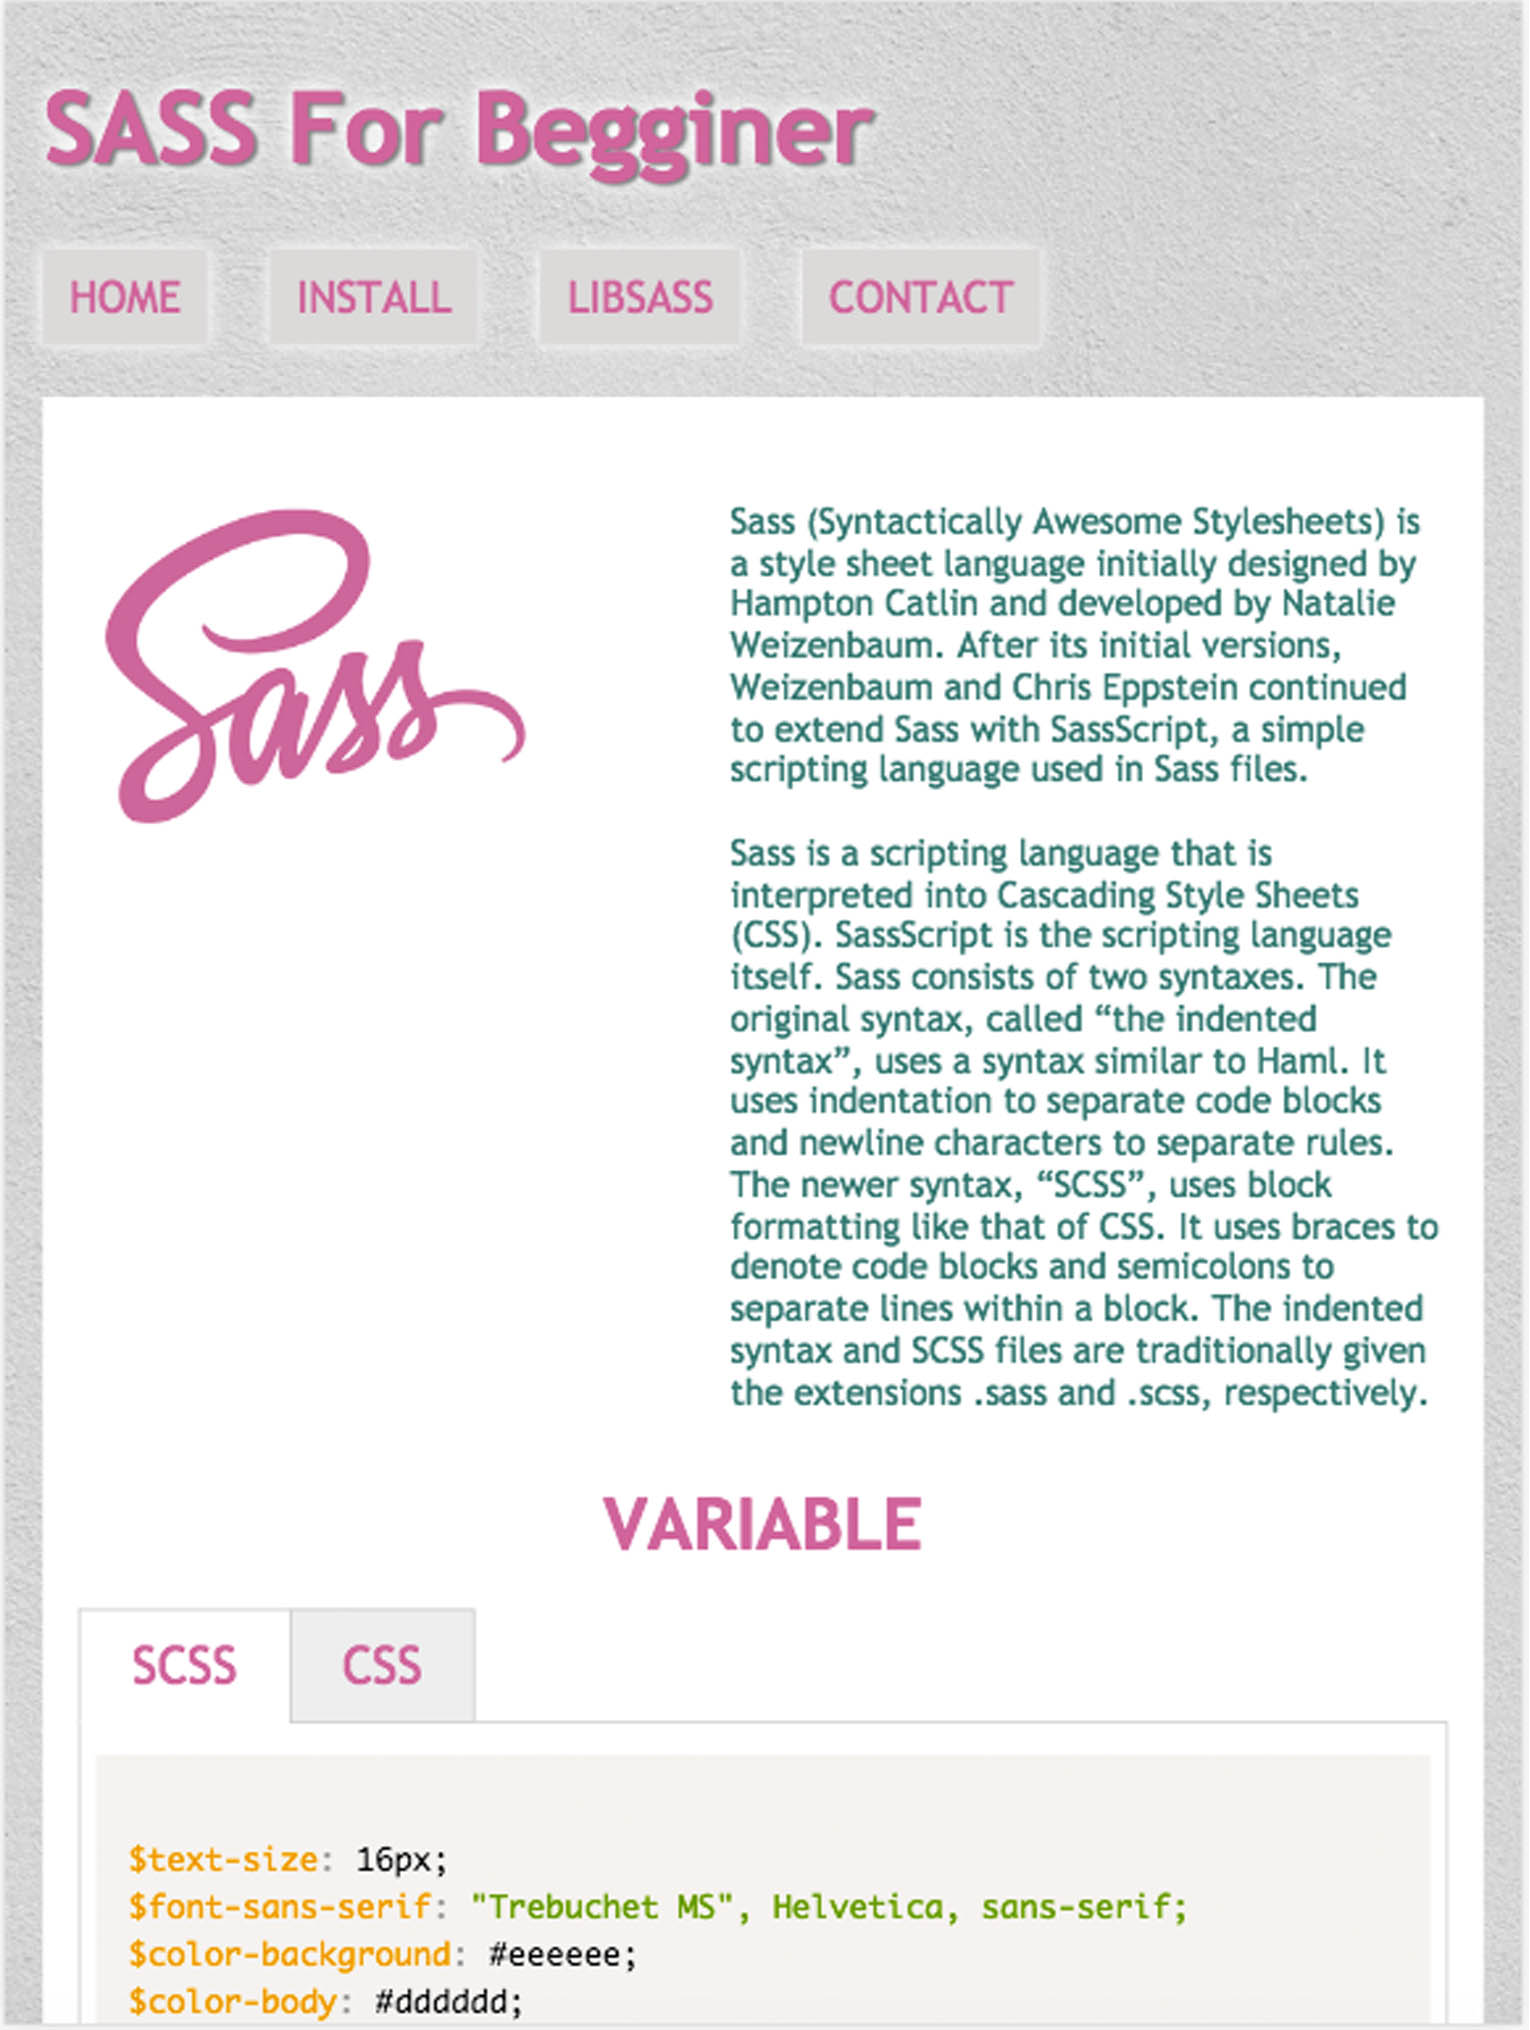 SASS For Begginer
HOME
INSTALL
LIBSASS
CONTACT
Sass
Sass (Syntactically Awesome Stylesheets) is
a style sheet language initially designed by
Hampton Catlin and developed by Natalie
Weizenbaum. After its initial versions,
Weizenbaum and Chris Eppstein continued
to extend Sass with SassScript, a simple
scripting language used in Sass files.
Sass is a scripting language that is
interpreted into Cascading Style Sheets
(CSS). SassScript is the scripting language
itself. Sass consists of two syntaxes. The
original syntax, called “the indented
syntax”, uses a syntax similar to Haml. It
uses indentation to separate code blocks
and newline characters to separate rules.
The newer syntax, “SCSS”, uses block
formatting like that of CSS. It uses braces to
denote code blocks and semicolons to
separate lines within a block. The indented
syntax and SCSS files are traditionally given
the extensions .sass and .scss, respectively.
VARIABLE
SCSS
CSS
$text-size: 16px;
$font-sans-serif: "Trebuchet MS", Helvetica, sans-serif;
$color-background: #eeeeee;
$color-body: #dddddd;